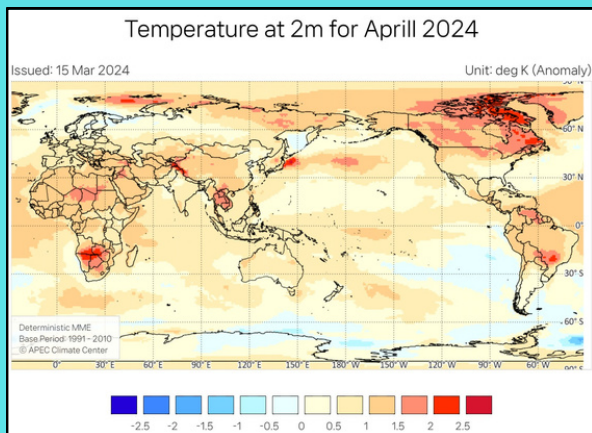 Temperature at 2m for Aprill 2024
Issued: 15 Mar 2024 Unit: deg K (Anomaly)
60° N
30° N
0°
30° S
60° S
Deterministic MME
Base Period: 1991 - 2010
© APEC Climate Center
90° S
0° 30° E 60° E 90° E 120° E 150° E 180° W 150° W 120° W 90° W 60° W
-2.5 -2 -1.5 -1 -0.5 0 0.5 1 1.5 2 2.5